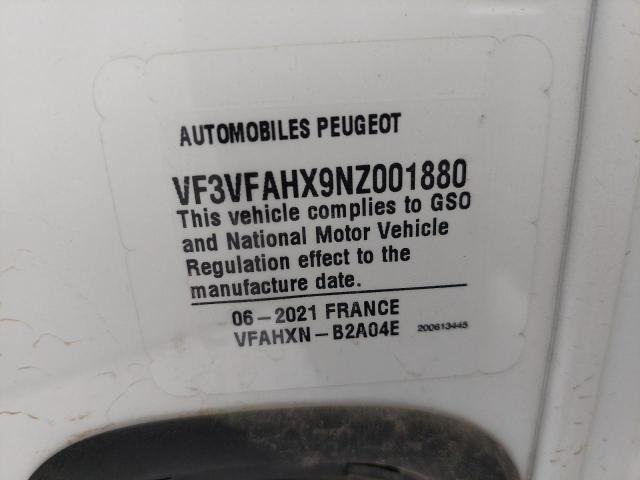 AUTOMOBILES PEUGEOT
VF3VFAHX9NZ001880
This vehicle complies to GSO
and National Motor Vehicle
Regulation effect to the
manufacture date.
06-2021 FRANCE
VFAHXN-B2A04E 200613445